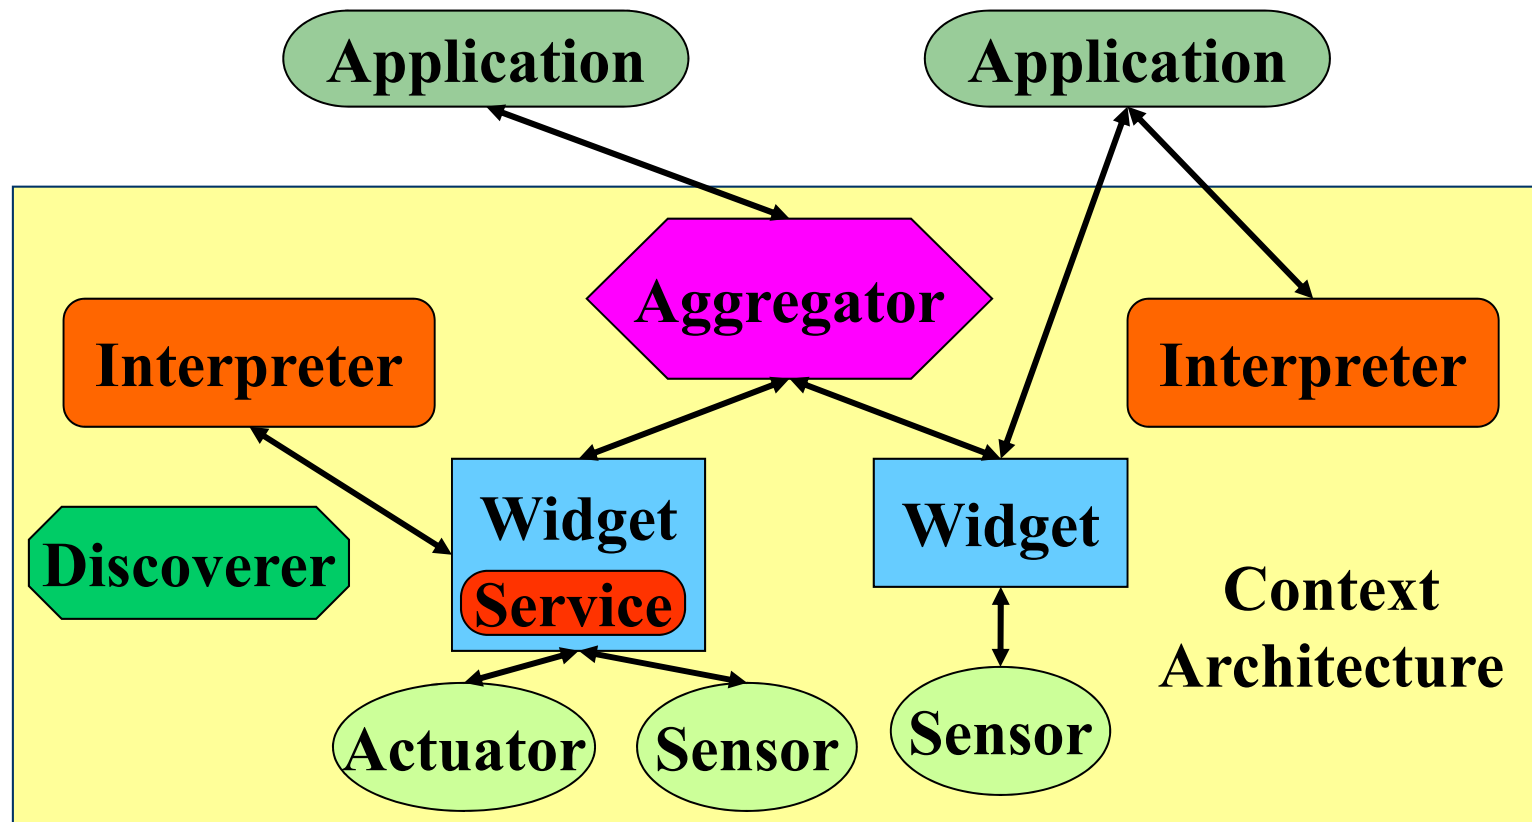 Application
Application
Aggregator
Interpreter
Interpreter
Widget
Widget
Discoverer
Service
Context
Architecture
Actuator
Sensor
Sensor